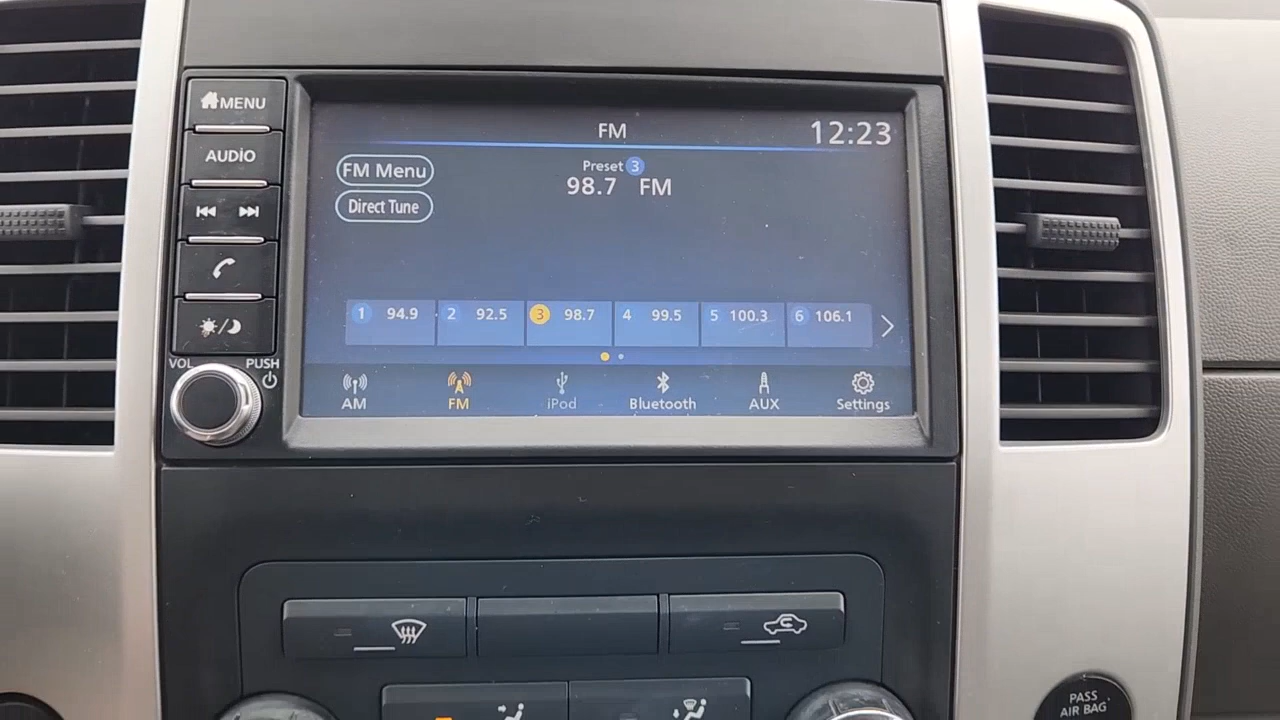 MENU
AUDIO
VOL
PUSH
FM
12:23
FM Menu
Preset 3
98.7 FM
Direct Tune
1 94.9
2 92.5
3 98.7
4 99.5
5 100.3
6 106.1
AM
FM
iPod
Bluetooth
AUX
Settings
PASS
AIR BAG